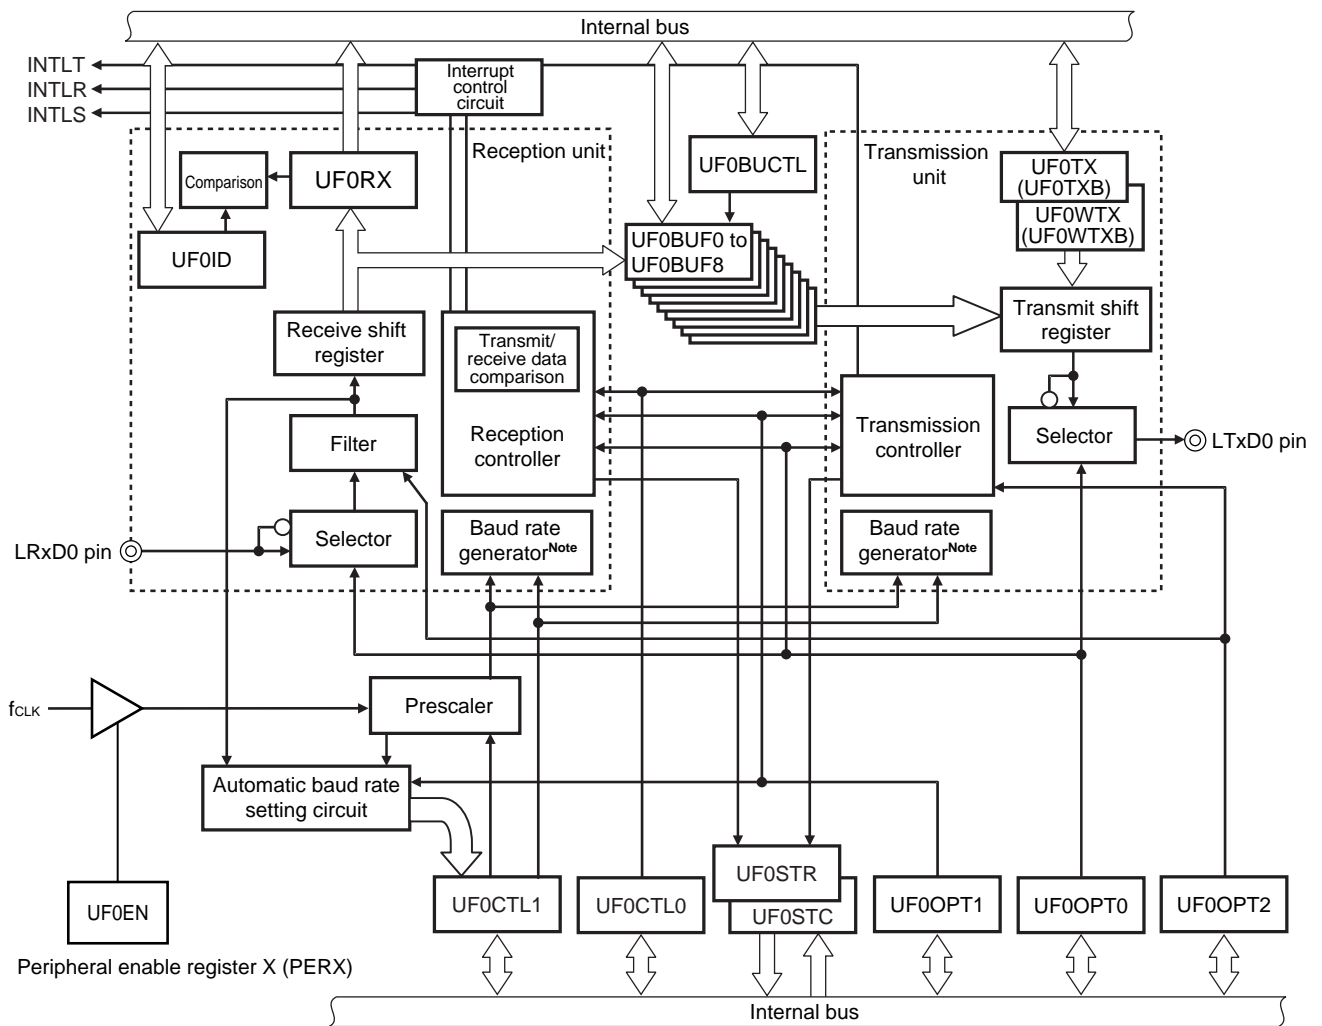 Internal bus
INTLT
INTLR
INTLS
Interrupt
control
circuit
Reception unit
Comparison
UF0RX
UF0ID
UF0BUCTL
UF0BUF0 to
UF0BUF8
Transmission
unit
UF0TX
(UF0TXB)
UF0WTX
(UF0WTXB)
Receive shift
register
Transmit/
receive data
comparison
Reception
controller
Transmit shift
register
Filter
Transmission
controller
Selector
LTxD0 pin
LRxD0 pin
Selector
Baud rate
generatorNote
Baud rate
generatorNote
fCLK
Prescaler
Automatic baud rate
setting circuit
UF0EN
Peripheral enable register X (PERX)
UF0CTL1
UF0CTL0
UF0STR
UF0STC
UF0OPT1
UF0OPT0
UF0OPT2
Internal bus